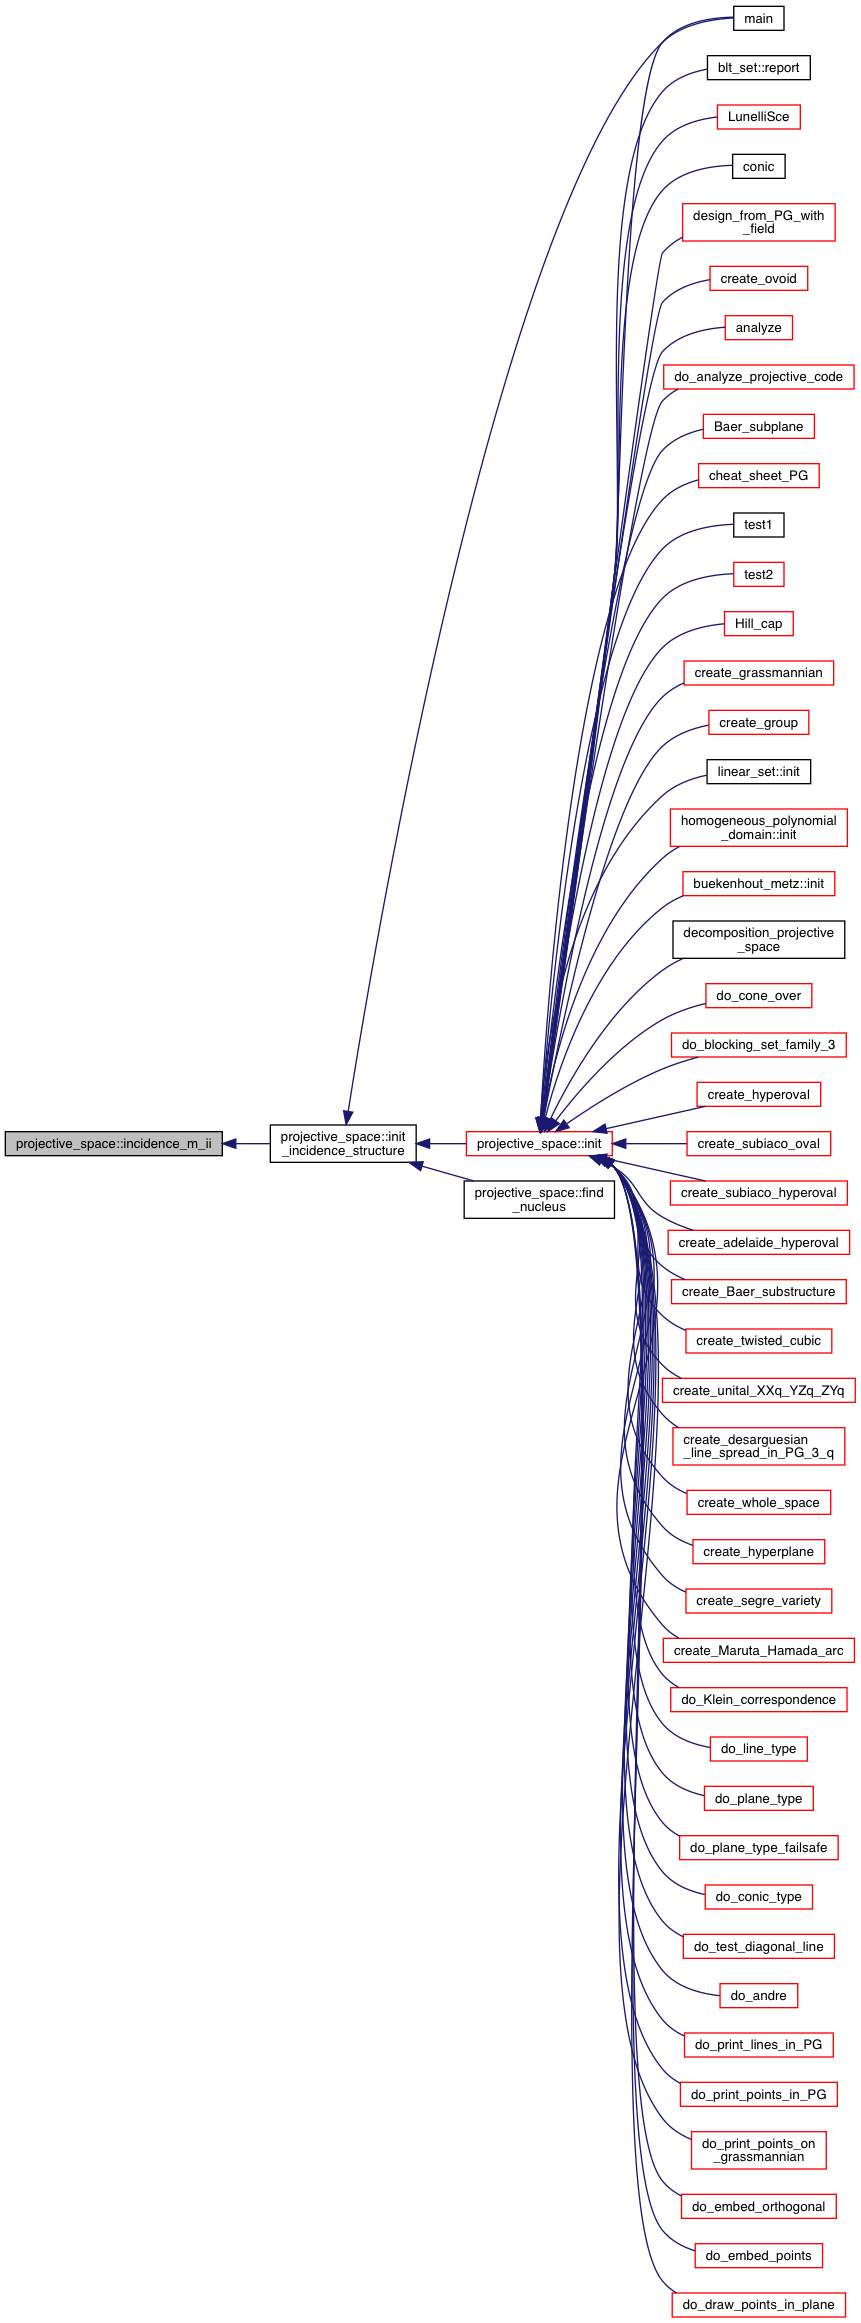 main
blt_set::report
LunelliSce
conic
design_from_PG_with
_field
create_ovoid
analyze
do_analyze_projective_code
Baer_subplane
cheat_sheet_PG
test1
test2
Hill_cap
create_grassmannian
create_group
linear_set::init
homogeneous_polynomial
_domain::init
buekenhout_metz::init
decomposition_projective
_space
do_cone_over
do_blocking_set_family_3
create_hyperoval
projective_space::incidence_m_ii
projective_space::init
_incidence_structure
projective_space::init
create_subiaco_oval
projective_space::find
_nucleus
create_subiaco_hyperoval
create_adelaide_hyperoval
create_Baer_substructure
create_twisted_cubic
create_unital_XXq_YZq_ZYq
create_desarguesian
_line_spread_in_PG_3_q
create_whole_space
create_hyperplane
create_segre_variety
create_Maruta_Hamada_arc
do_Klein_correspondence
do_line_type
do_plane_type
do_plane_type_failsafe
do_conic_type
do_test_diagonal_line
do_andre
do_print_lines_in_PG
do_print_points_in_PG
do_print_points_on
_grassmannian
do_embed_orthogonal
do_embed_points
do_draw_points_in_plane